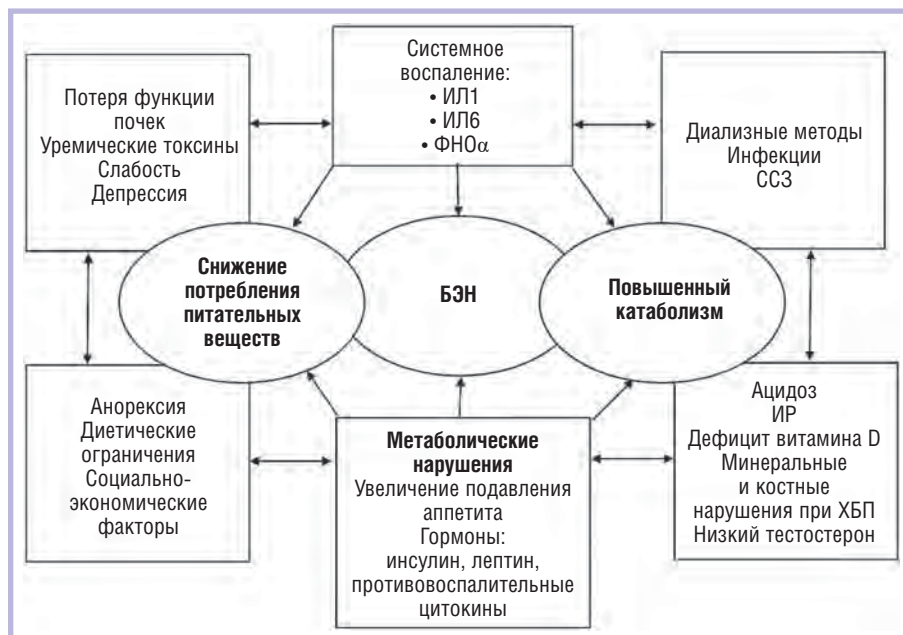 Системное
воспаление:
• ИЛ1
• ИЛ6
• ФНОα
Потеря функции
почек
Уремические токсины
Слабость
Депрессия
Диализные методы
Инфекции
ССЗ
Снижение
потребления
питательных
веществ
БЭН
Повышенный
катаболизм
Анорексия
Диетические
ограничения
Социально-
экономические
факторы
Метаболические
нарушения
Увеличение подавления
аппетита
Гормоны:
инсулин, лептин,
противовоспалительные
цитокины
Ацидоз
ИР
Дефицит витамина D
Минеральные
и костные
нарушения при ХБП
Низкий тестостерон